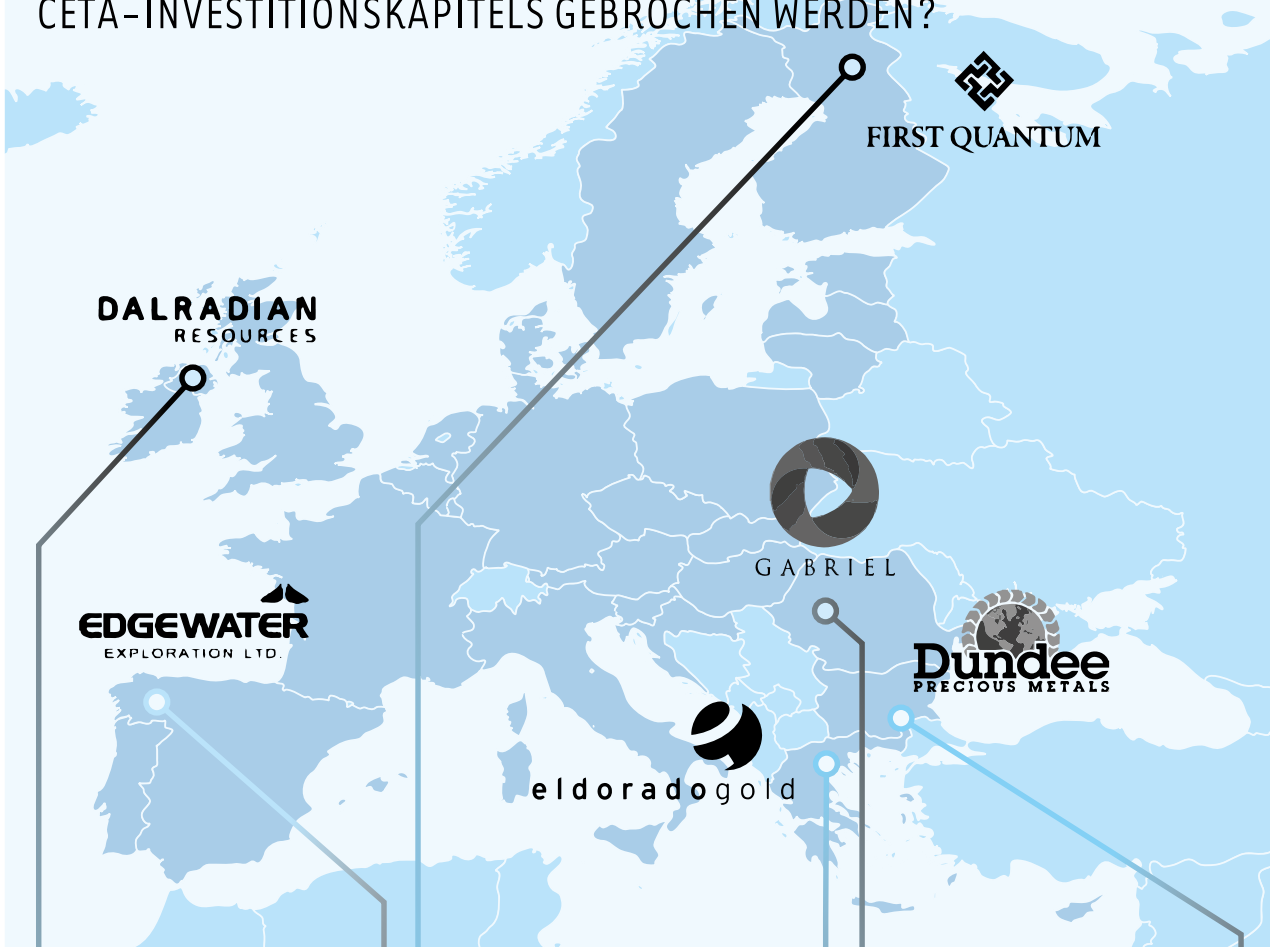 CETA-INVESTITIONSKAPITELS GEBROCHEN WERDEN?
FIRST QUANTUM
DALRADIAN
RESOURCES
GABRIEL
EDGEWATER
EXPLORATION LTD.
Dundee
PRECIOUS METALS
eldoradogold